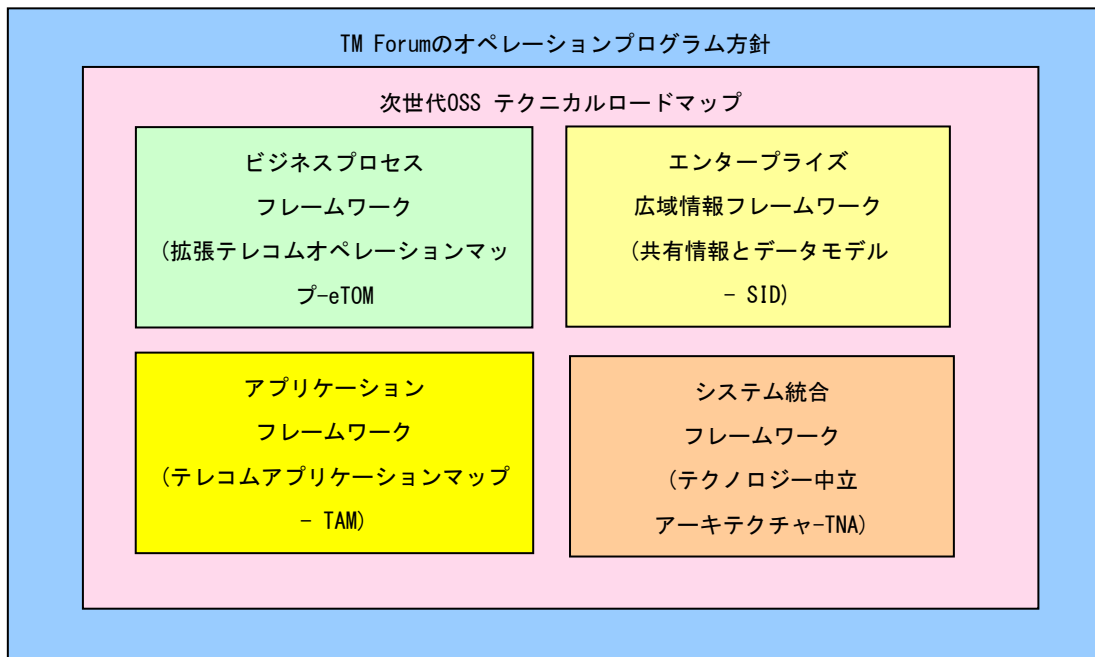 TM Forumのオペレーションプログラム方針
次世代OSS テクニカルロードマップ
ビジネスプロセス
フレームワーク
(拡張テレコムオペレーションマッ
プ-eTOM
エンタープライズ
広域情報フレームワーク
(共有情報とデータモデル
- SID)
アプリケーション
フレームワーク
(テレコムアプリケーションマップ
- TAM)
システム統合
フレームワーク
(テクノロジー中立
アーキテクチャ-TNA)